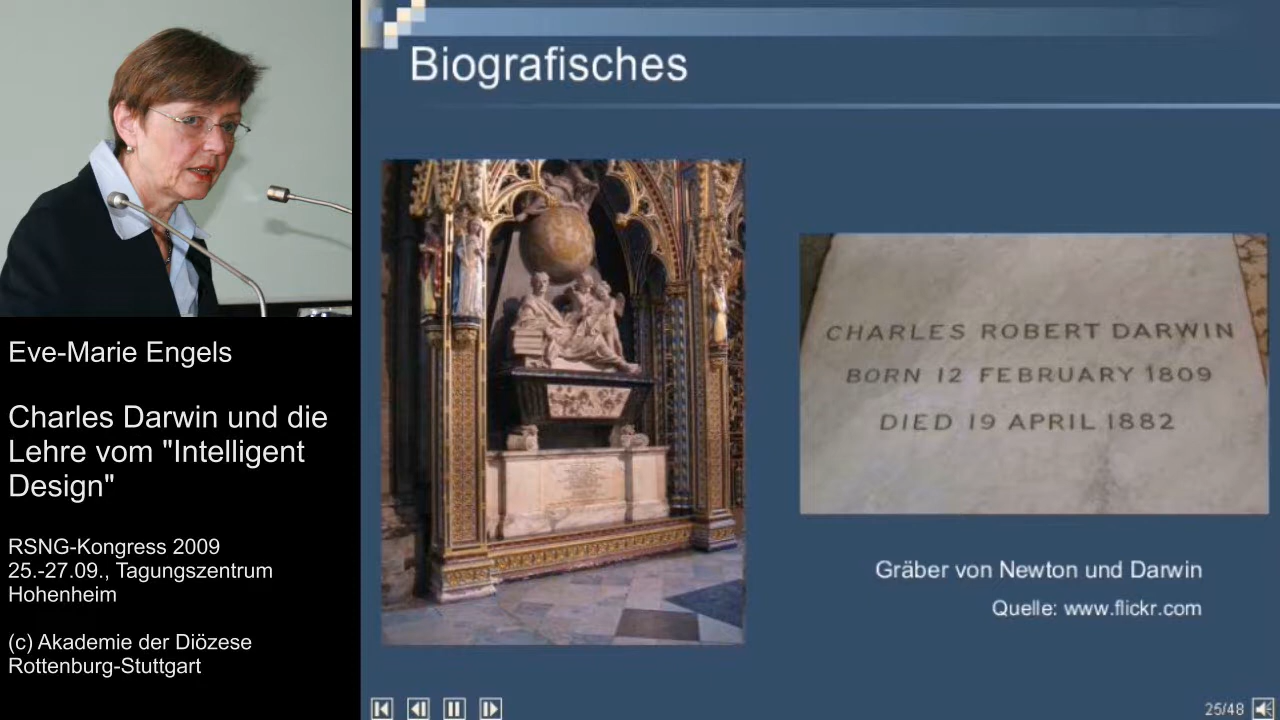 Biografisches
CHARLES ROBERT DARWIN
BORN 12 FEBRUARY 1809
DIED 19 APRIL 1882
Gräber von Newton und Darwin
Quelle: www.flickr.com
25/48
Eve-Marie Engels
Charles Darwin und die
Lehre vom "Intelligent
Design"
RSNG-Kongress 2009
25.-27.09., Tagungszentrum
Hohenheim
(c) Akademie der Diözese
Rottenburg-Stuttgart